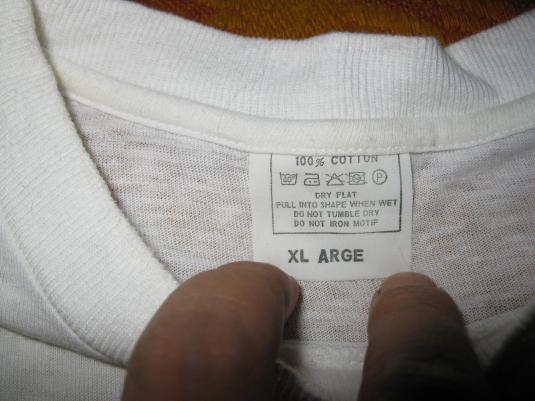 100% COTTON
40° P
DRY FLAT
PULL INTO SHAPE WHEN WET
DO NOT TUMBLE DRY
DO NOT IRON MOTIF
XL ARGE